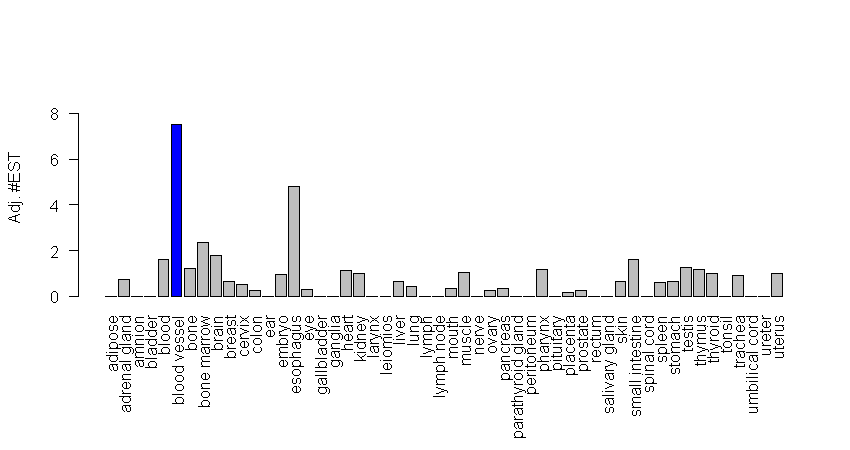 Adj. #EST
8
6
4
2
0
adipose
adrenal gland
amnion
bladder
blood
blood vessel
bone
bone marrow
brain
breast
cervix
colon
ear
embryo
esophagus
eye
gallbladder
ganglia
heart
kidney
larynx
leiomios
liver
lung
lymph
lymph node
mouth
muscle
nerve
ovary
pancreas
parathyroid gland
peritoneum
pharynx
pituitary
placenta
prostate
rectum
salivary gland
skin
small intestine
spinal cord
spleen
stomach
testis
thymus
thyroid
tonsil
trachea
umbilical cord
ureter
uterus